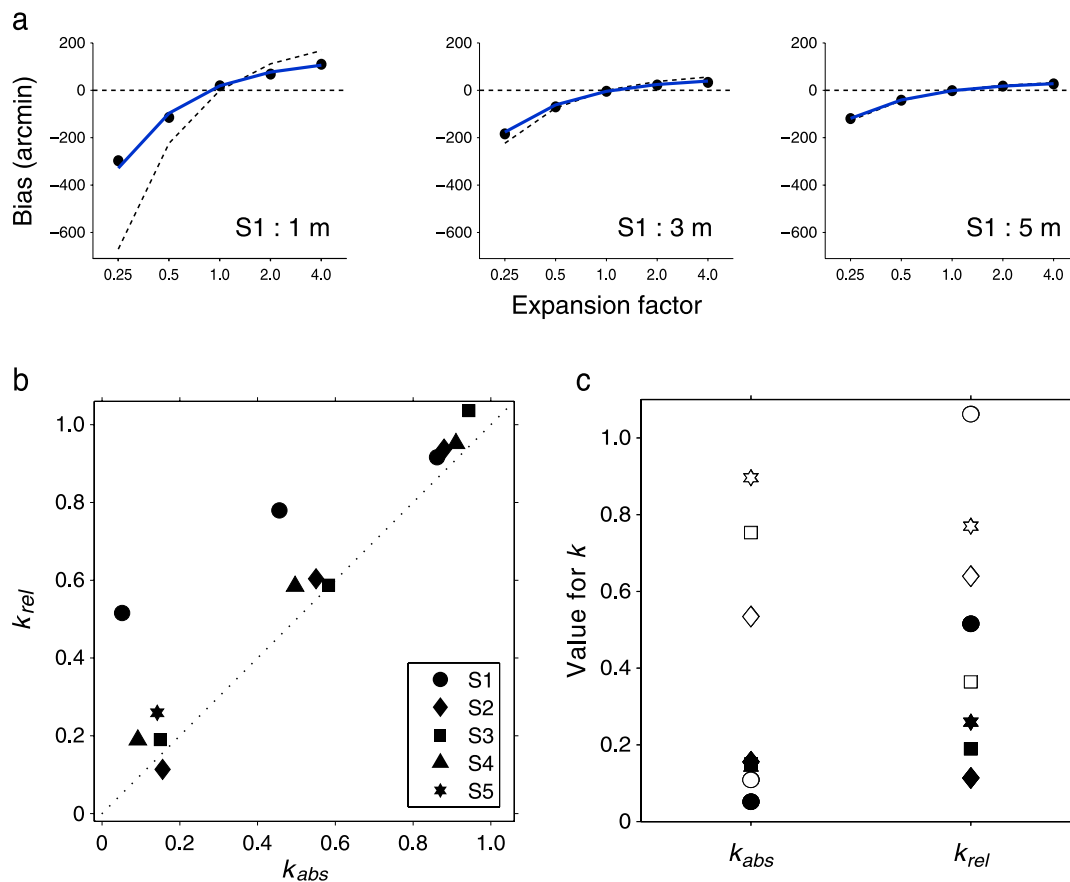 a
Bias (arcmin)
200
0
−200
−400
−600
0.25 0.5 1.0 2.0 4.0
S1 : 1 m
200
0
−200
−400
−600
0.25 0.5 1.0 2.0 4.0
S1 : 3 m
200
0
−200
−400
−600
0.25 0.5 1.0 2.0 4.0
S1 : 5 m
Expansion factor
b
k_rel
1.0
0.8
0.6
0.4
0.2
0
0 0.2 0.4 0.6 0.8 1.0
k_abs
S1
S2
S3
S4
S5
c
Value for k
1.0
0.8
0.6
0.4
0.2
0
k_abs k_rel